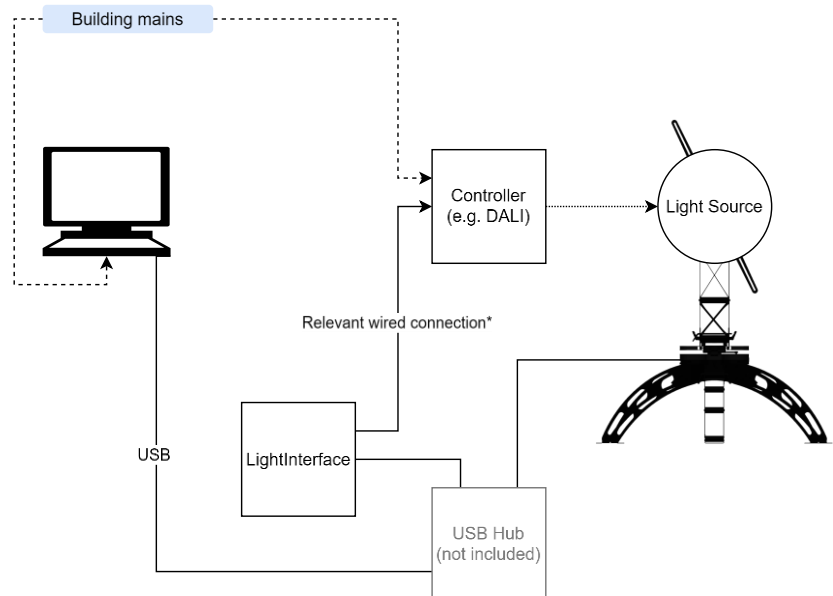 Building mains
Controller
(e.g. DALI)
Light Source
Relevant wired connection*
LightInterface
USB
USB Hub
(not included)